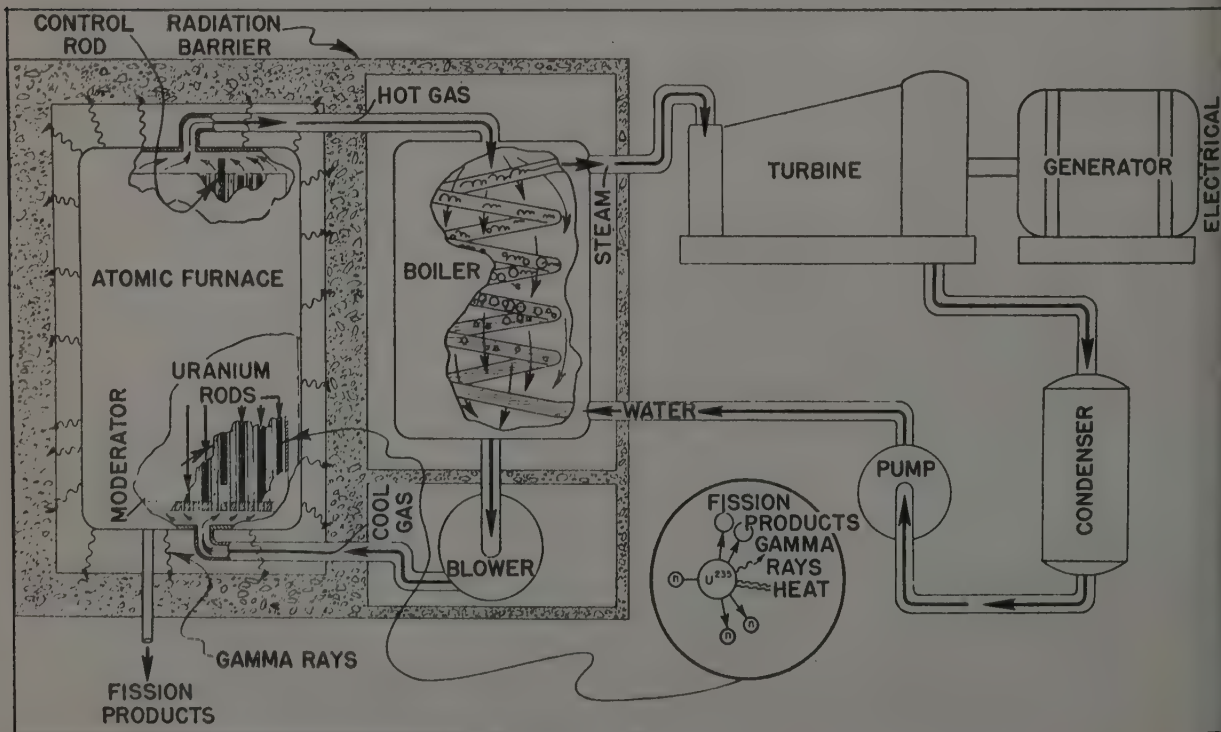 CONTROL
ROD
RADIATION
BARRIER
HOT GAS
ATOMIC FURNACE
URANIUM
RODS
MODERATOR
BOILER
STEAM
TURBINE
GENERATOR
ELECTRICAL
WATER
PUMP
CONDENSER
COOL
GAS
BLOWER
FISSION
PRODUCTS
GAMMA
RAYS
HEAT
U235
n
n
n
GAMMA RAYS
FISSION
PRODUCTS